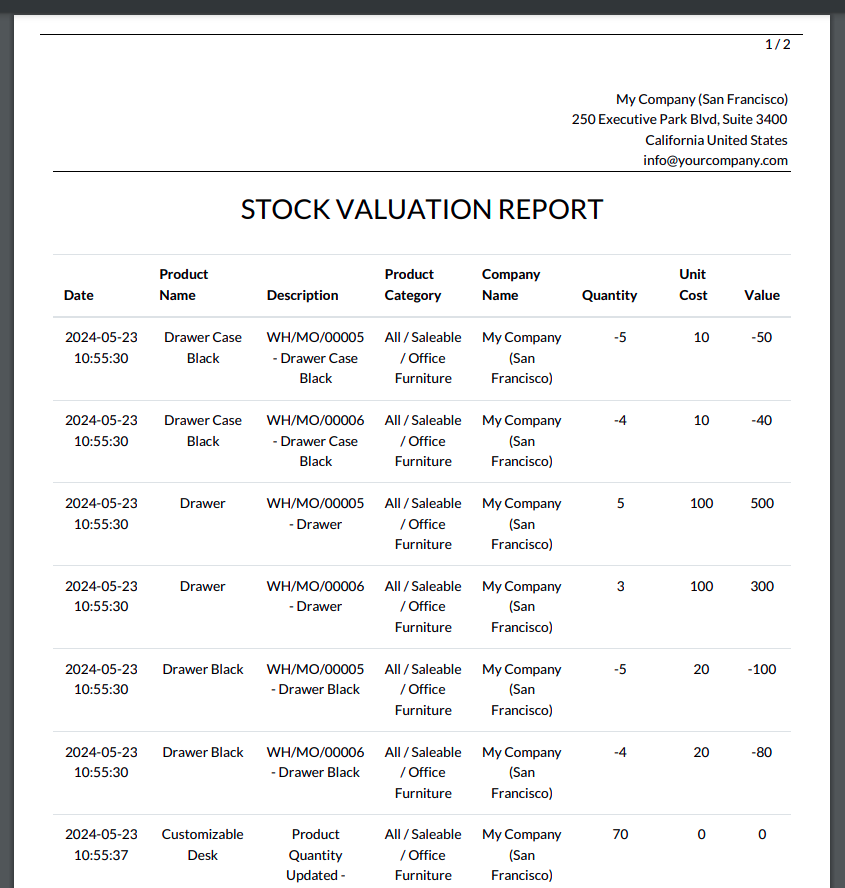 1 / 2
My Company (San Francisco)
250 Executive Park Blvd, Suite 3400
California United States
info@yourcompany.com
STOCK VALUATION REPORT
Product Product Company Unit
Date Name Description Category Name Quantity Cost Value
2024-05-23 Drawer Case WH/MO/00005 All / Saleable My Company -5 10 -50
10:55:30 Black - Drawer Case / Office (San
Black Furniture Francisco)
2024-05-23 Drawer Case WH/MO/00006 All / Saleable My Company -4 10 -40
10:55:30 Black - Drawer Case / Office (San
Black Furniture Francisco)
2024-05-23 Drawer WH/MO/00005 All / Saleable My Company 5 100 500
10:55:30 - Drawer / Office (San
Furniture Francisco)
2024-05-23 Drawer WH/MO/00006 All / Saleable My Company 3 100 300
10:55:30 - Drawer / Office (San
Furniture Francisco)
2024-05-23 Drawer Black WH/MO/00005 All / Saleable My Company -5 20 -100
10:55:30 - Drawer Black / Office (San
Furniture Francisco)
2024-05-23 Drawer Black WH/MO/00006 All / Saleable My Company -4 20 -80
10:55:30 - Drawer Black / Office (San
Furniture Francisco)
2024-05-23 Customizable Product All / Saleable My Company 70 0 0
10:55:37 Desk Quantity / Office (San
Updated - Furniture Francisco)